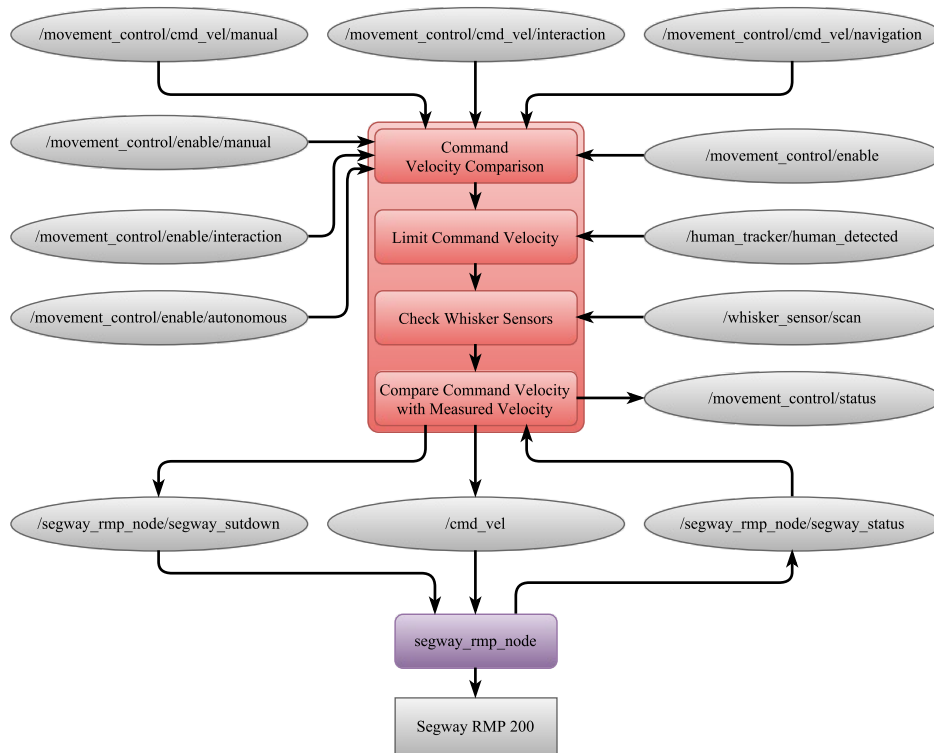 /movement_control/cmd_vel/manual
/movement_control/cmd_vel/interaction
/movement_control/cmd_vel/navigation
/movement_control/enable/manual
Command
Velocity Comparison
/movement_control/enable
/movement_control/enable/interaction
Limit Command Velocity
/human_tracker/human_detected
/movement_control/enable/autonomous
Check Whisker Sensors
/whisker_sensor/scan
Compare Command Velocity
with Measured Velocity
/movement_control/status
/segway_rmp_node/segway_sutdown
/cmd_vel
/segway_rmp_node/segway_status
segway_rmp_node
Segway RMP 200